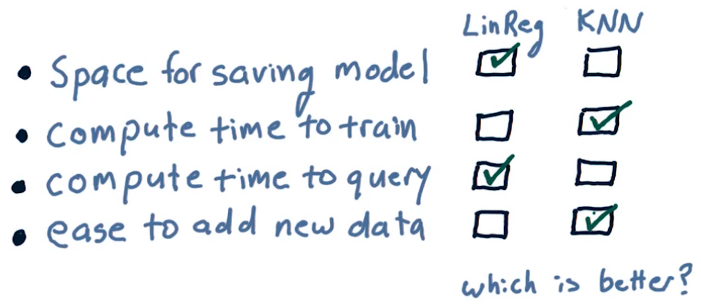 LinReg KNN
• Space for saving model
• compute time to train
• compute time to query
• ease to add new data
which is better?